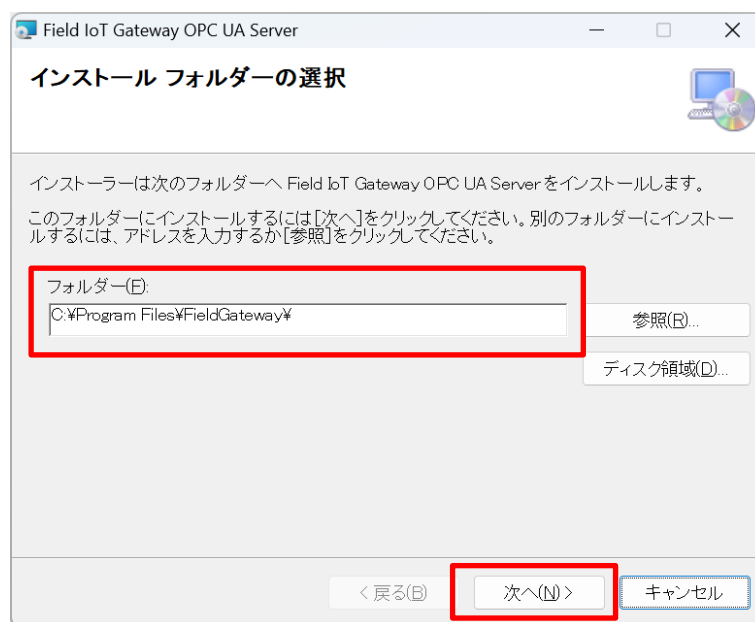 Field IoT Gateway OPC UA Server
インストール フォルダーの選択
インストーラーは次のフォルダーへ Field IoT Gateway OPC UA Server をインストールします。
このフォルダーにインストールするには[次へ]をクリックしてください。別のフォルダーにインストー
ルするには、アドレスを入力するか[参照]をクリックしてください。
フォルダー(F):
C:¥Program Files¥FieldGateway¥
参照(R)...
ディスク領域(D)...
< 戻る(B)
次へ(N) >
キャンセル